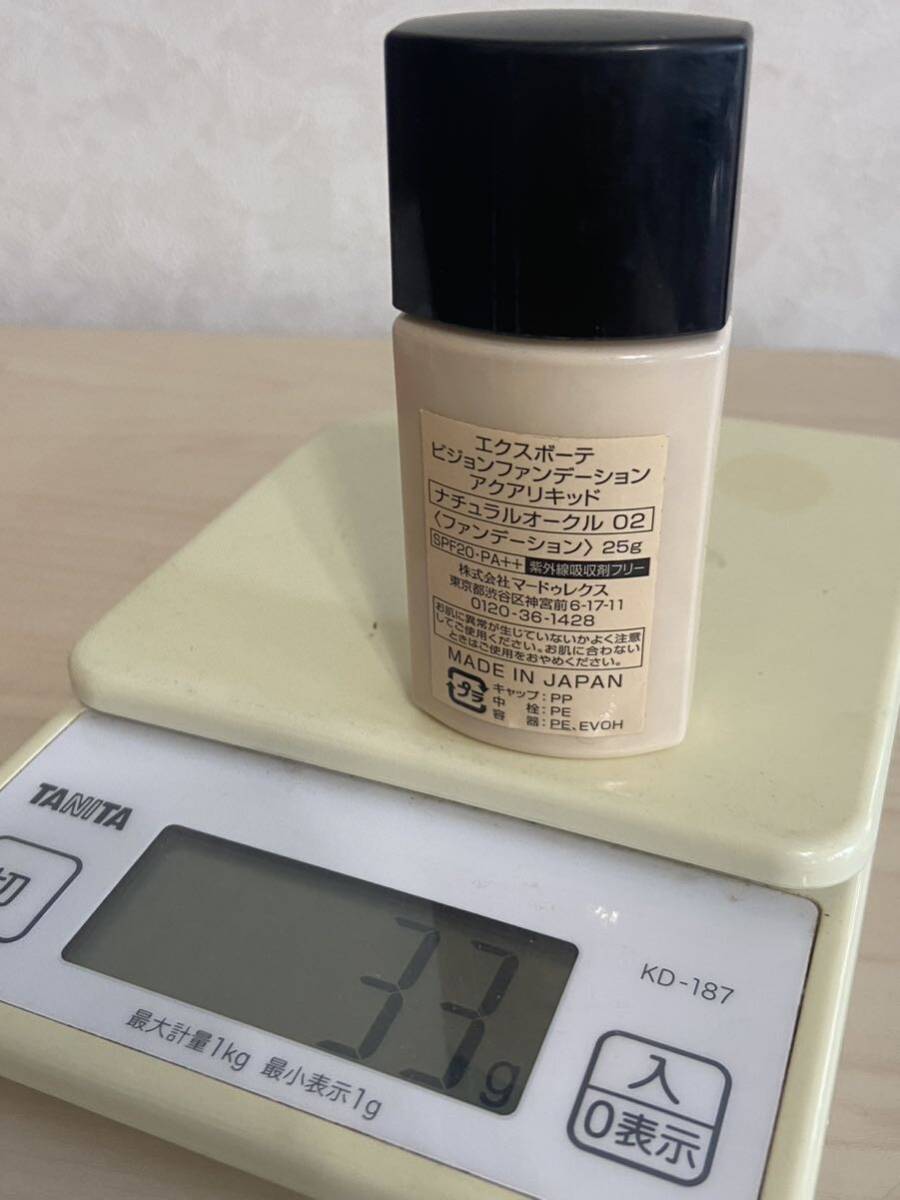 エクスボーテ
ビジョンファンデーション
アクアリキッド
ナチュラルオークル 02
〈ファンデーション〉 25g
SPF20・PA++ 紫外線吸収剤フリー
株式会社 マードゥレクス
東京都渋谷区神宮前6-17-11
0120-36-1428
お肌に異常が生じていないかよく注意
してご使用ください。お肌に合わない
ときはご使用をおやめください。
MADE IN JAPAN
プラ
キャップ : PP
中 栓 : PE
容 器 : PE、EVOH
TANITA
切
33g
KD-187
最大計量1kg 最小表示1g
入
0表示